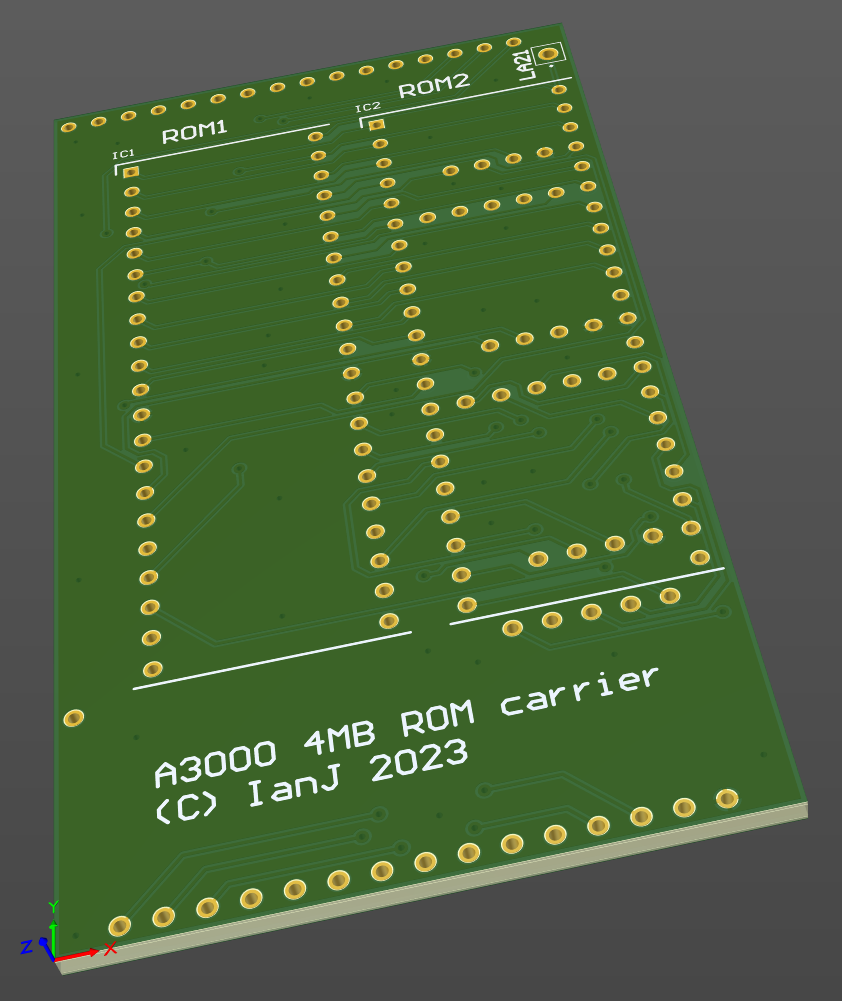 LA21
ROM2
IC2
ROM1
IC1
A3000 4MB ROM carrier
(C) IanJ 2023
Y
Z
X